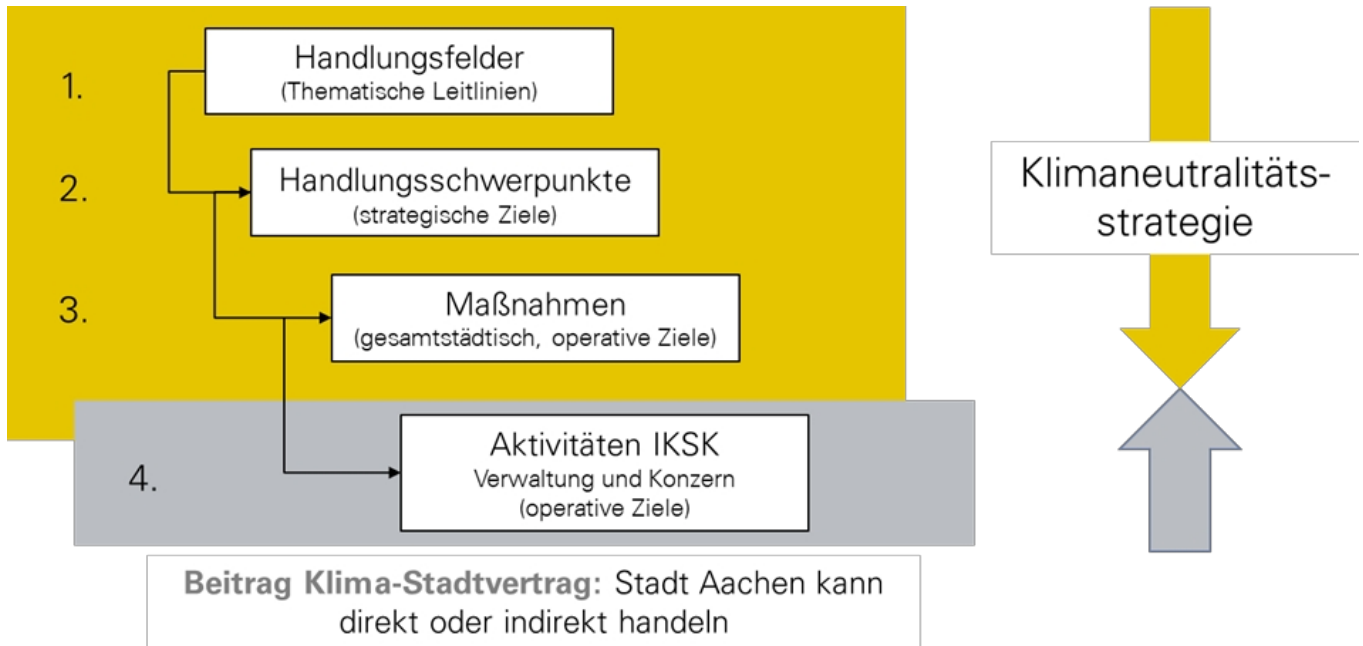 1.
Handlungsfelder
(Thematische Leitlinien)
2.
Handlungsschwerpunkte
(strategische Ziele)
3.
Maßnahmen
(gesamtstädtisch, operative Ziele)
4.
Aktivitäten IKSK
Verwaltung und Konzern
(operative Ziele)
Beitrag Klima-Stadtvertrag: Stadt Aachen kann
direkt oder indirekt handeln
Klimaneutralitäts-
strategie